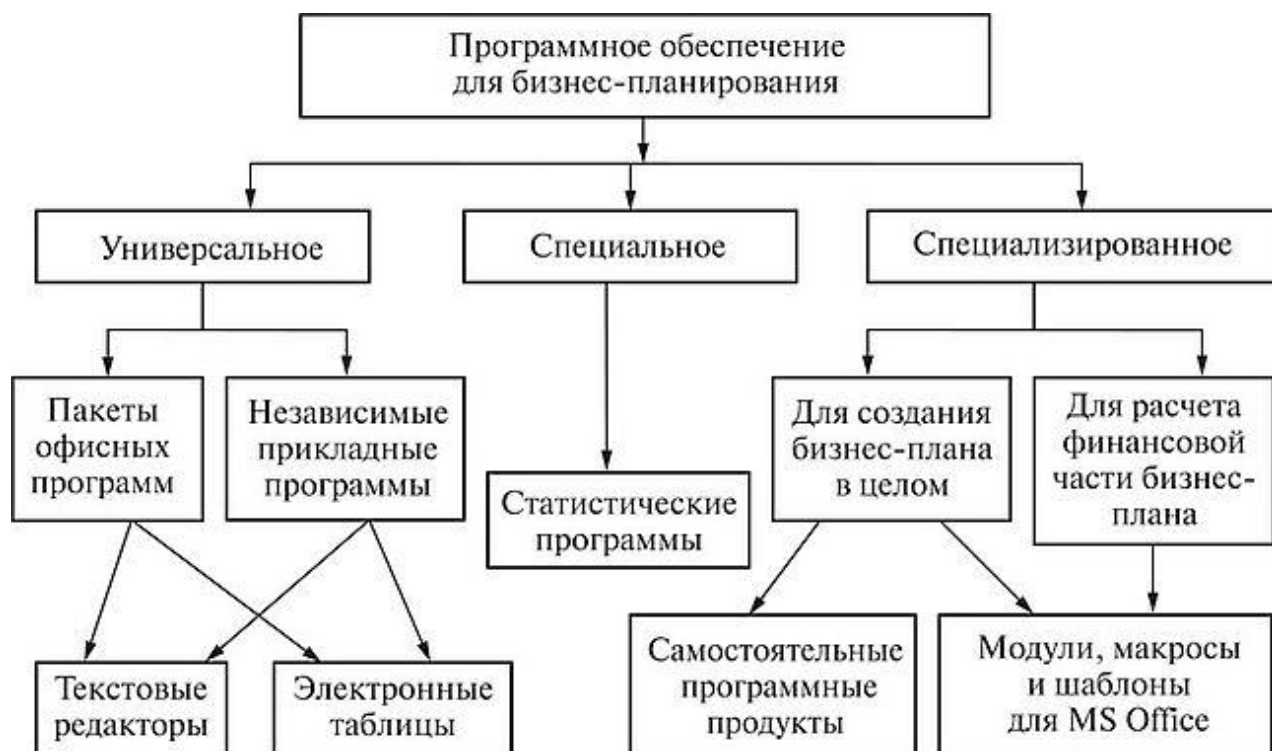 Программное обеспечение
для бизнес-планирования
Универсальное
Специальное
Специализированное
Пакеты
офисных
программ
Независимые
прикладные
программы
Статистические
программы
Для создания
бизнес-плана
в целом
Для расчета
финансовой
части бизнес-
плана
Текстовые
редакторы
Электронные
таблицы
Самостоятельные
программные
продукты
Модули, макросы
и шаблоны
для MS Office